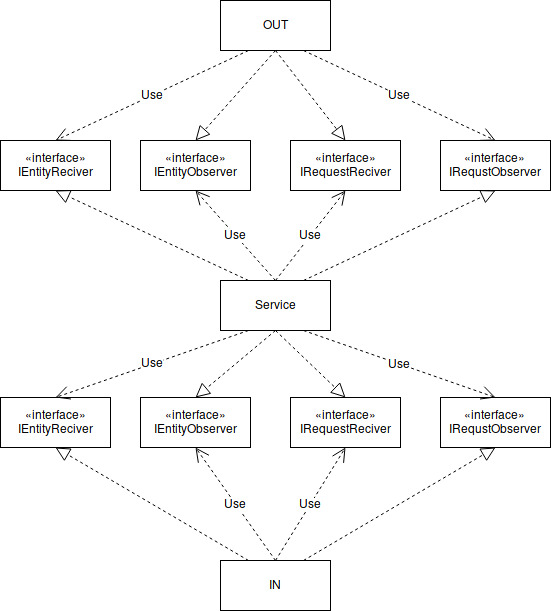 OUT
Use
Use
«interface»
IEntityReciver
«interface»
IEntityObserver
«interface»
IRequestReciver
«interface»
IRequstObserver
Use
Use
Service
Use
Use
«interface»
IEntityReciver
«interface»
IEntityObserver
«interface»
IRequestReciver
«interface»
IRequstObserver
Use
Use
IN